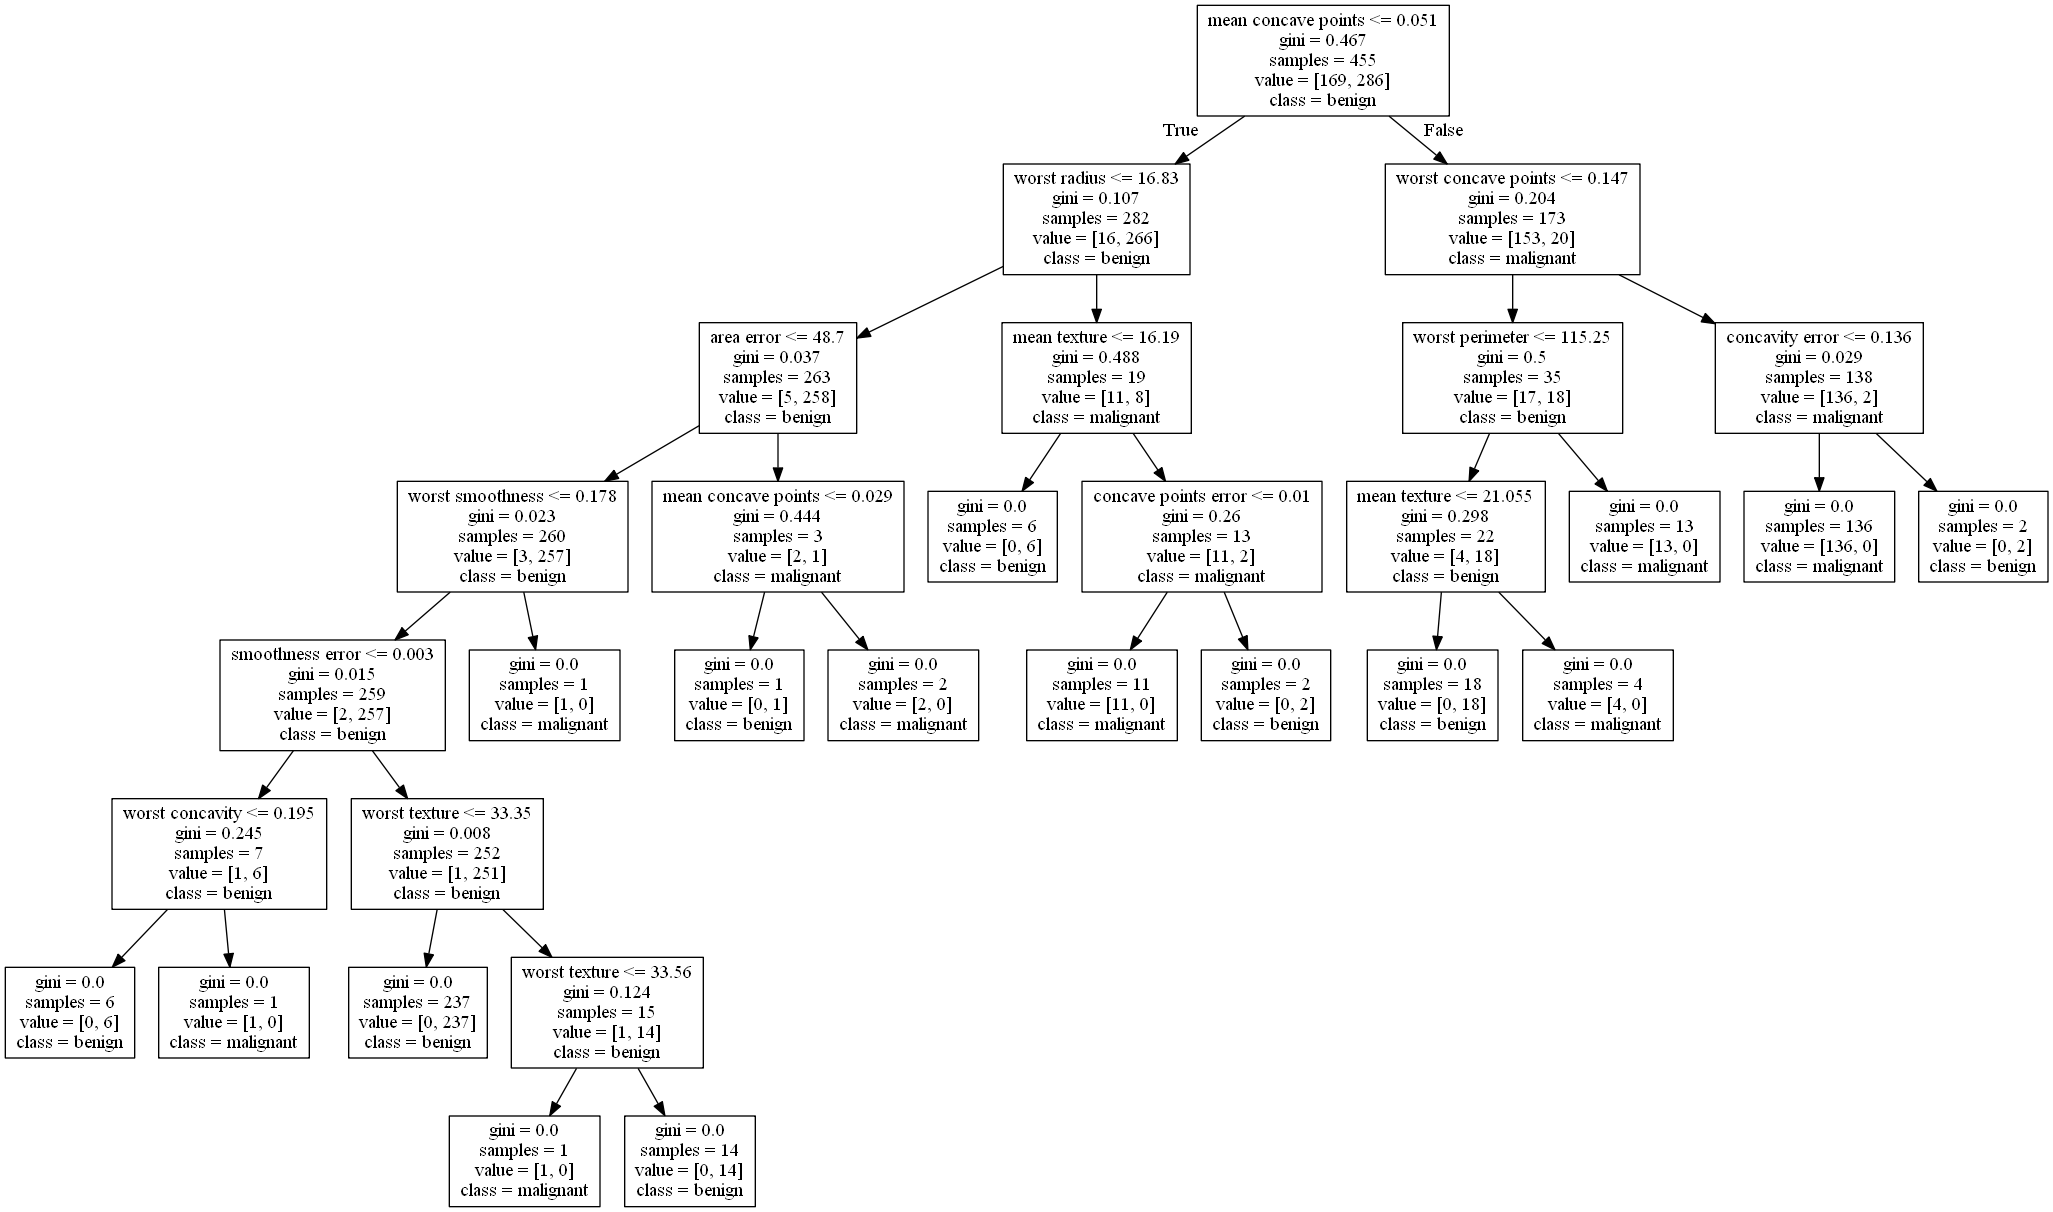 mean concave points <= 0.051
gini = 0.467
samples = 455
value = [169, 286]
class = benign
True
False
worst radius <= 16.83
gini = 0.107
samples = 282
value = [16, 266]
class = benign
worst concave points <= 0.147
gini = 0.204
samples = 173
value = [153, 20]
class = malignant
area error <= 48.7
gini = 0.037
samples = 263
value = [5, 258]
class = benign
mean texture <= 16.19
gini = 0.488
samples = 19
value = [11, 8]
class = malignant
worst perimeter <= 115.25
gini = 0.5
samples = 35
value = [17, 18]
class = benign
concavity error <= 0.136
gini = 0.029
samples = 138
value = [136, 2]
class = malignant
worst smoothness <= 0.178
gini = 0.023
samples = 260
value = [3, 257]
class = benign
mean concave points <= 0.029
gini = 0.444
samples = 3
value = [2, 1]
class = malignant
gini = 0.0
samples = 6
value = [0, 6]
class = benign
concave points error <= 0.01
gini = 0.26
samples = 13
value = [11, 2]
class = malignant
mean texture <= 21.055
gini = 0.298
samples = 22
value = [4, 18]
class = benign
gini = 0.0
samples = 13
value = [13, 0]
class = malignant
gini = 0.0
samples = 136
value = [136, 0]
class = malignant
gini = 0.0
samples = 2
value = [0, 2]
class = benign
smoothness error <= 0.003
gini = 0.015
samples = 259
value = [2, 257]
class = benign
gini = 0.0
samples = 1
value = [1, 0]
class = malignant
gini = 0.0
samples = 1
value = [0, 1]
class = benign
gini = 0.0
samples = 2
value = [2, 0]
class = malignant
gini = 0.0
samples = 11
value = [11, 0]
class = malignant
gini = 0.0
samples = 2
value = [0, 2]
class = benign
gini = 0.0
samples = 18
value = [0, 18]
class = benign
gini = 0.0
samples = 4
value = [4, 0]
class = malignant
worst concavity <= 0.195
gini = 0.245
samples = 7
value = [1, 6]
class = benign
worst texture <= 33.35
gini = 0.008
samples = 252
value = [1, 251]
class = benign
gini = 0.0
samples = 6
value = [0, 6]
class = benign
gini = 0.0
samples = 1
value = [1, 0]
class = malignant
gini = 0.0
samples = 237
value = [0, 237]
class = benign
worst texture <= 33.56
gini = 0.124
samples = 15
value = [1, 14]
class = benign
gini = 0.0
samples = 1
value = [1, 0]
class = malignant
gini = 0.0
samples = 14
value = [0, 14]
class = benign